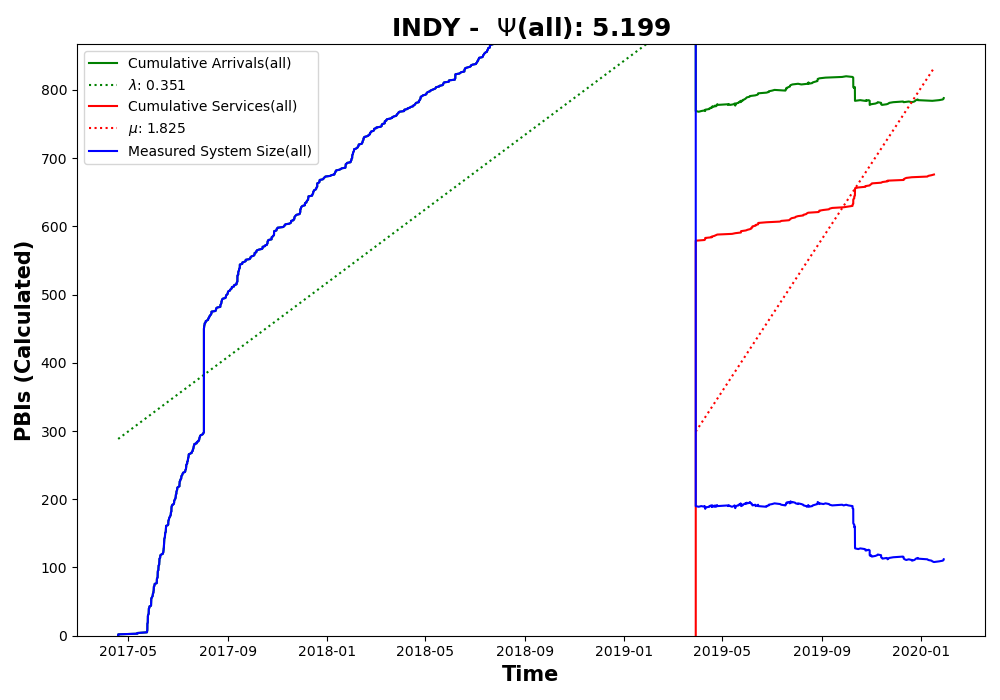 INDY - Ψ(all): 5.199
Cumulative Arrivals(all)
λ: 0.351
Cumulative Services(all)
μ: 1.825
Measured System Size(all)
PBIs (Calculated)
800
700
600
500
400
300
200
100
0
2017-05 2017-09 2018-01 2018-05 2018-09 2019-01 2019-05 2019-09 2020-01
Time